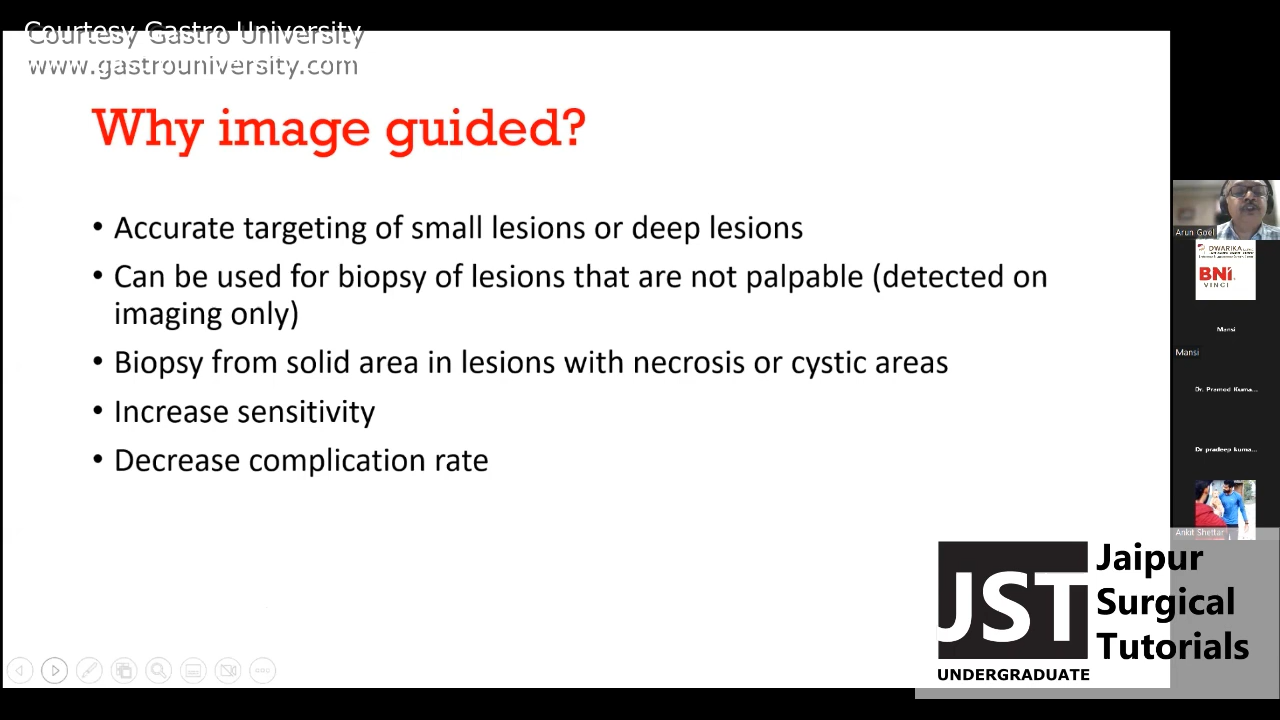 Courtesy Gastro University
www.gastrouniversity.com
Why image guided?
• Accurate targeting of small lesions or deep lesions
• Can be used for biopsy of lesions that are not palpable (detected on
imaging only)
• Biopsy from solid area in lesions with necrosis or cystic areas
• Increase sensitivity
• Decrease complication rate
Arun Goel
DWARIKA
BNI
VINCI
Mansi
Mansi
Dr. Pramod Kuma...
Dr pradeep kuma...
Ankit Shettar
JST
UNDERGRADUATE
Jaipur
Surgical
Tutorials